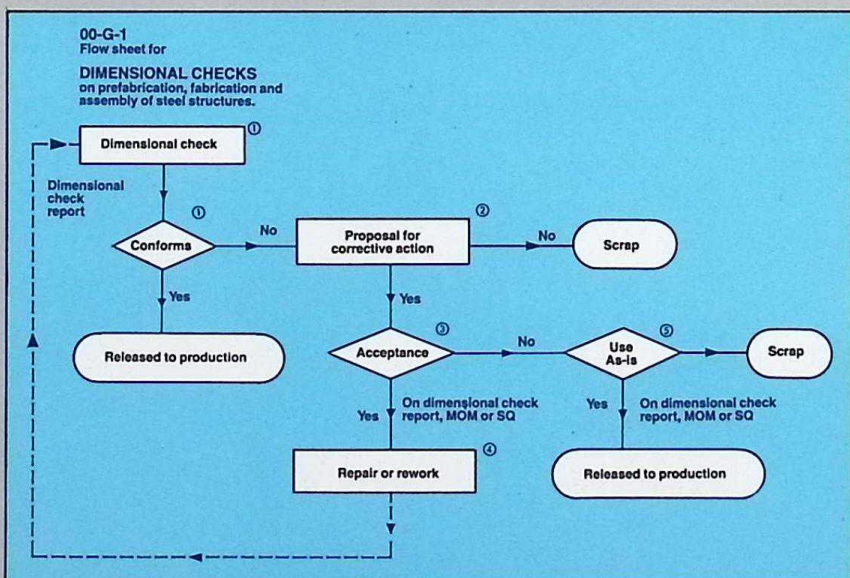 00-G-1
Flow sheet for
DIMENSIONAL CHECKS
on prefabrication, fabrication and
assembly of steel structures.
①
Dimensional check
Dimensional
check
report
①
Conforms
No
②
Proposal for
corrective action
No
Scrap
Yes
Released to production
Yes
③
Acceptance
No
⑤
Use
As-is
Scrap
Yes
On dimensional check
report, MOM or SQ
Yes
On dimensional check
report, MOM or SQ
④
Repair or rework
Released to production